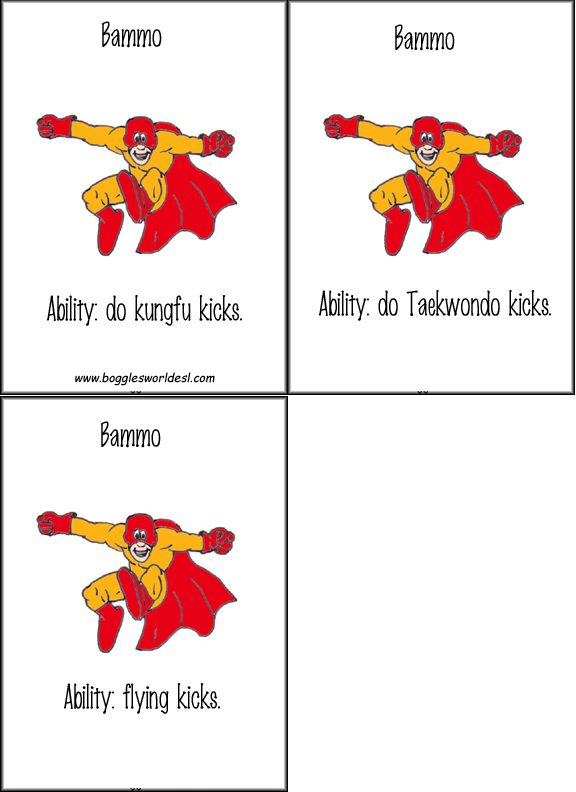 Bammo
Ability: do kungfu kicks.
www.bogglesworldesl.com
Bammo
Ability: do Taekwondo kicks.
Bammo
Ability: flying kicks.